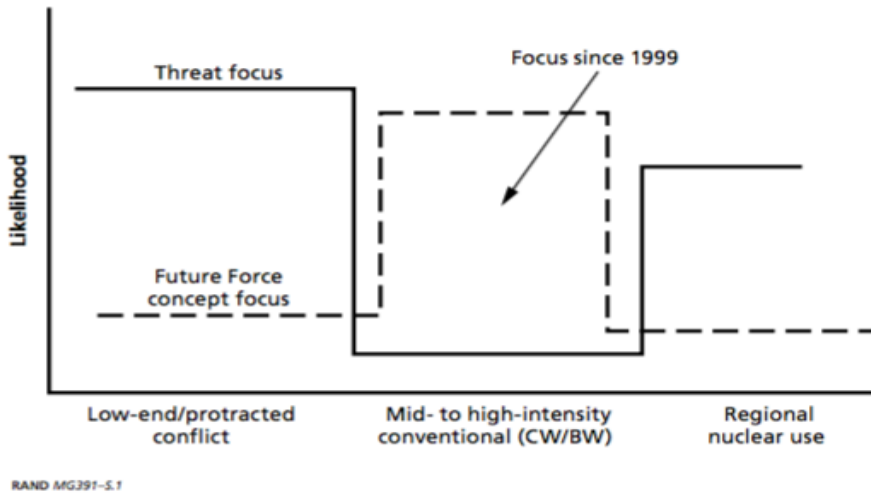 Threat focus
Focus since 1999
Likelihood
Future Force
concept focus
Low-end/protracted
conflict
Mid- to high-intensity
conventional (CW/BW)
Regional
nuclear use
RAND MG391-S.1